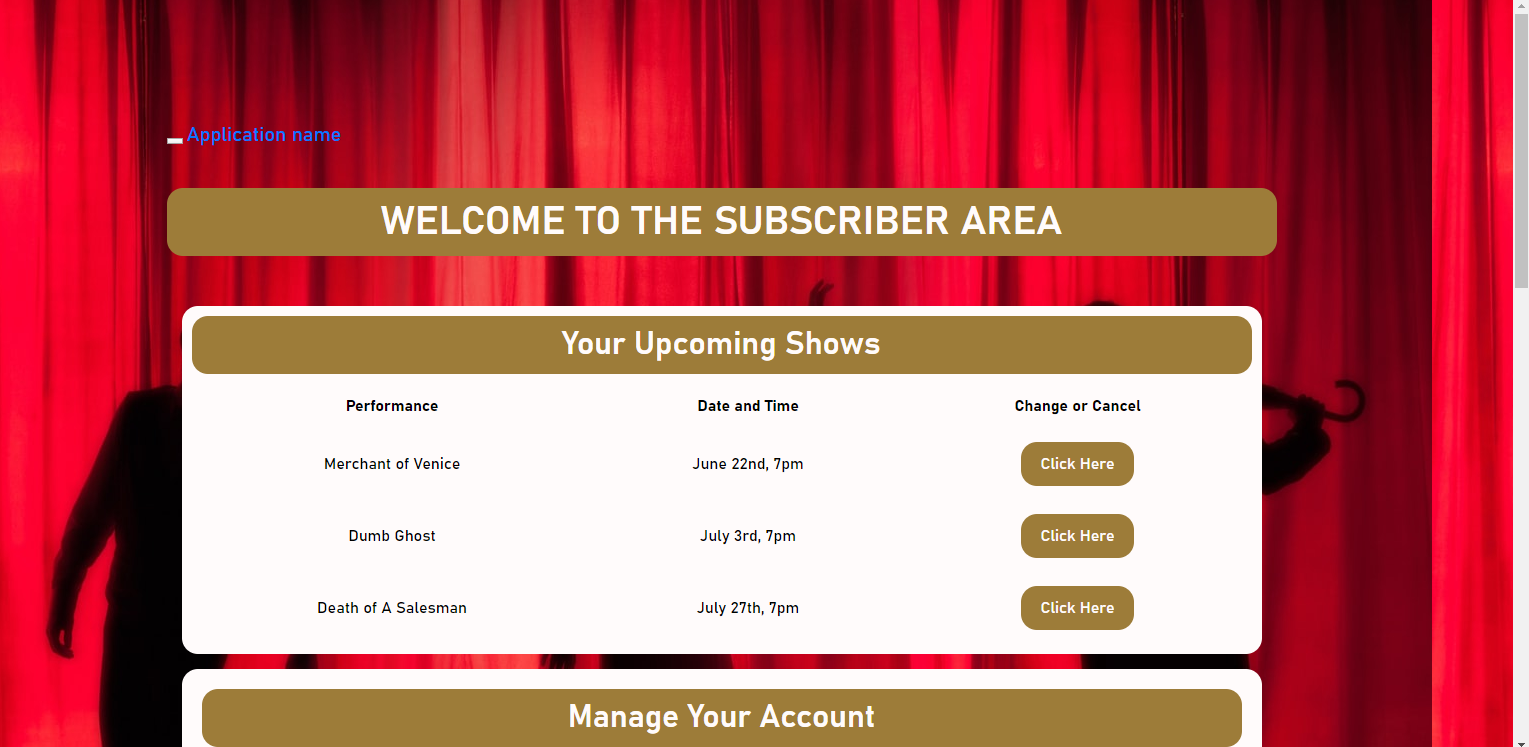 Application name
WELCOME TO THE SUBSCRIBER AREA
Your Upcoming Shows
Performance Date and Time Change or Cancel
Merchant of Venice June 22nd, 7pm Click Here
Dumb Ghost July 3rd, 7pm Click Here
Death of A Salesman July 27th, 7pm Click Here
Manage Your Account